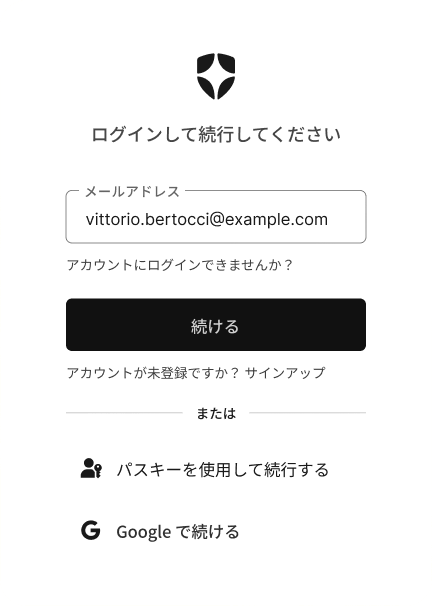 ログインして続行してください
メールアドレス
vittorio.bertocci@example.com
アカウントにログインできませんか？
続ける
アカウントが未登録ですか？ サインアップ
または
パスキーを使用して続行する
Google で続ける